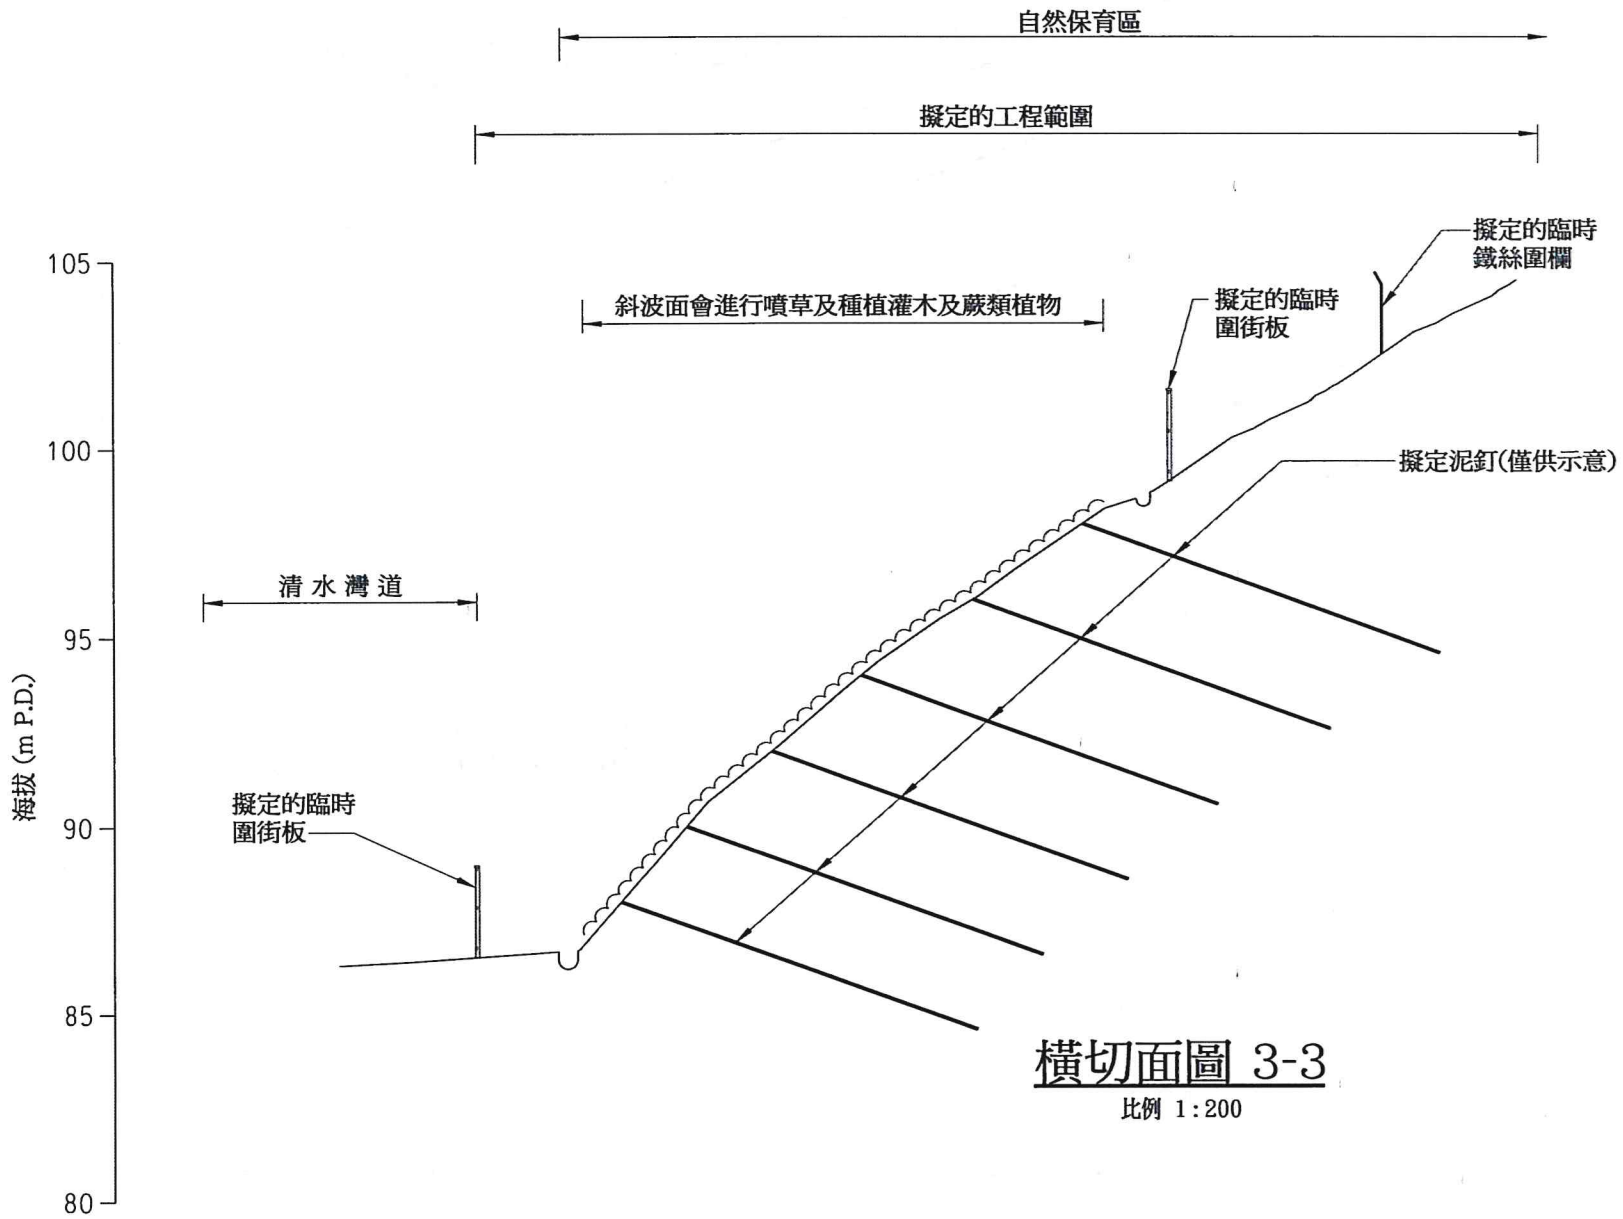 自然保育區
擬定的工程範圍
擬定的臨時
鐵絲圍欄
105
斜波面會進行噴草及種植灌木及蕨類植物
擬定的臨時
圍街板
100
擬定泥釘(僅供示意)
清水灣道
95
海拔 (m P.D.)
擬定的臨時
圍街板
90
85
橫切面圖 3-3
比例 1:200
80